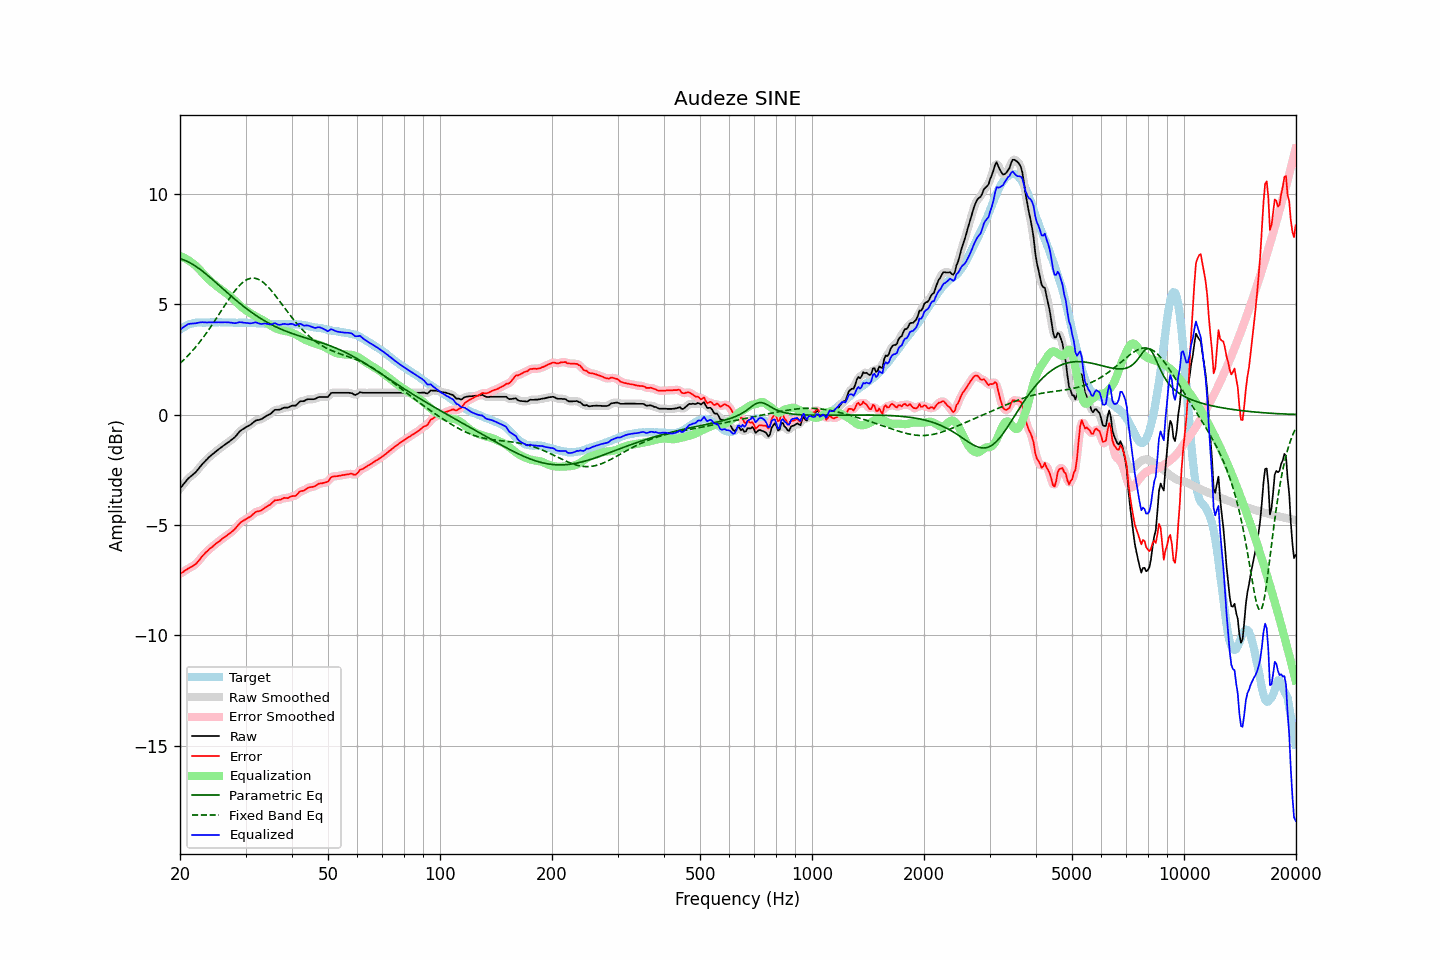 Audeze SINE
Amplitude (dBr)
10
5
0
−5
−10
−15
Target
Raw Smoothed
Error Smoothed
Raw
Error
Equalization
Parametric Eq
Fixed Band Eq
Equalized
20 50 100 200 500 1000 2000 5000 10000 20000
Frequency (Hz)